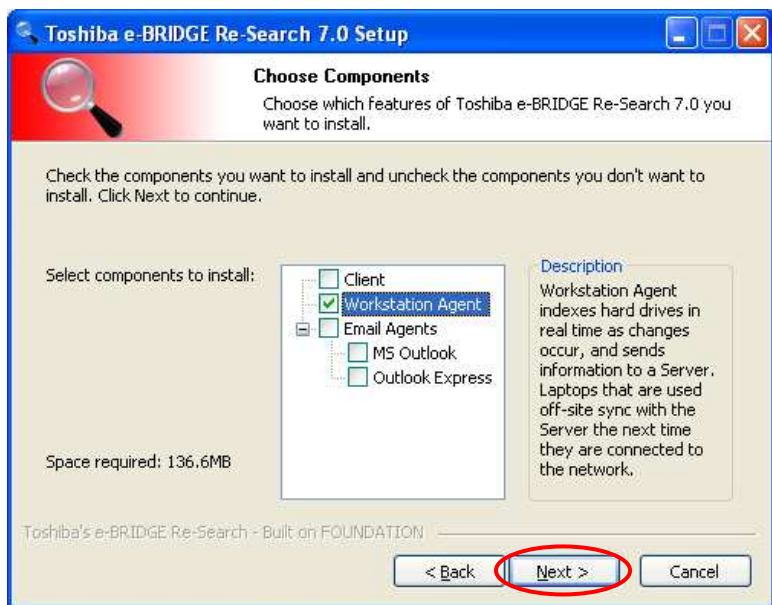 Toshiba e-BRIDGE Re-Search 7.0 Setup
Choose Components
Choose which features of Toshiba e-BRIDGE Re-Search 7.0 you
want to install.
Check the components you want to install and uncheck the components you don't want to
install. Click Next to continue.
Select components to install:
Client
Workstation Agent
Email Agents
MS Outlook
Outlook Express
Description
Workstation Agent
indexes hard drives in
real time as changes
occur, and sends
information to a Server.
Laptops that are used
off-site sync with the
Server the next time
they are connected to
the network.
Space required: 136.6MB
Toshiba's e-BRIDGE Re-Search - Built on FOUNDATION
< Back
Next >
Cancel